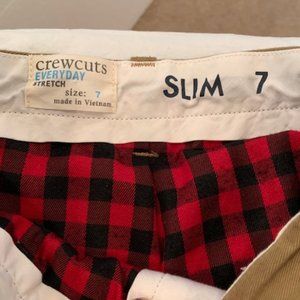 crewcuts
EVERYDAY
STRETCH
size: 7
made in Vietnam
SLIM 7